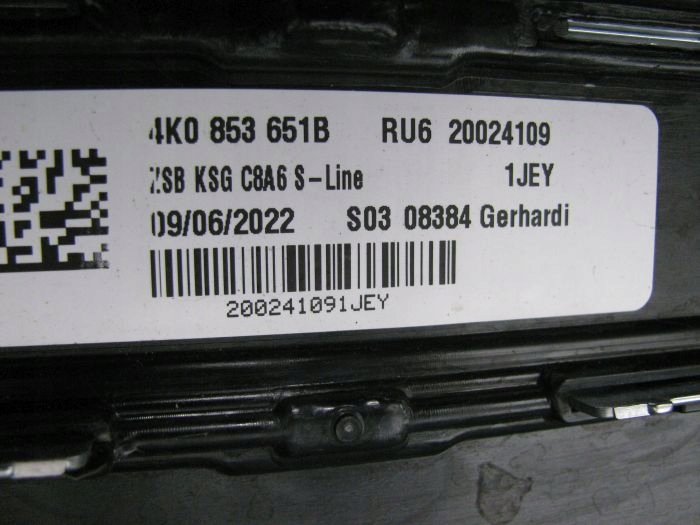 4K0 853 651B RU6 20024109
ZSB KSG C8A6 S-Line 1JEY
09/06/2022 S03 08384 Gerhardi
200241091JEY